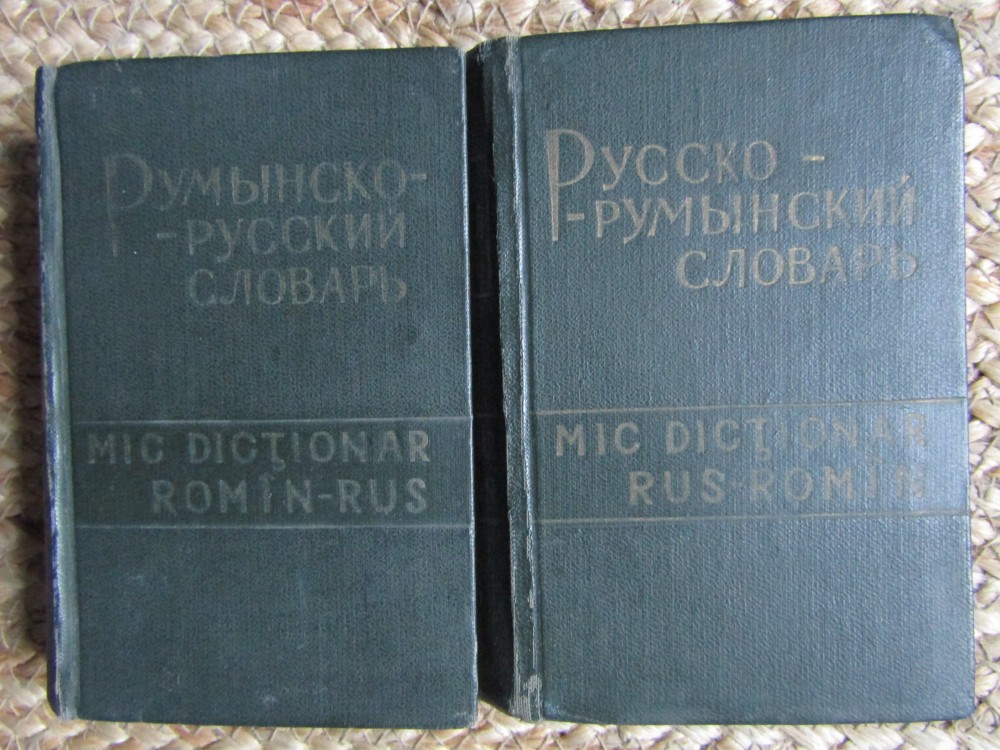 Румынско-
-русский
словарь
MIC DICŢIONAR
ROMÎN-RUS
Русско-
-румынский
словарь
MIC DICŢIONAR
RUS-ROMÎN